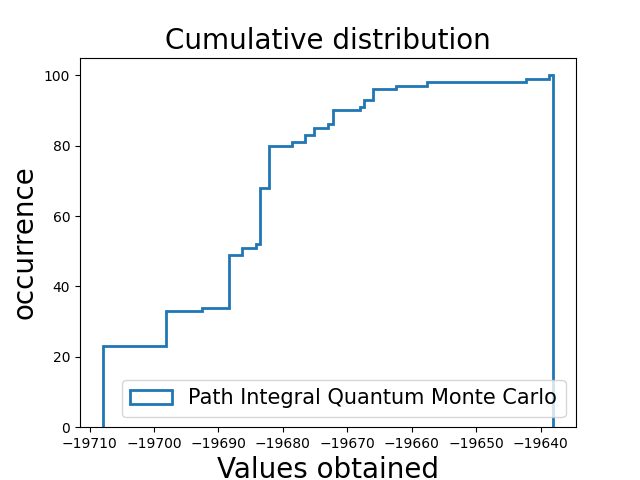 Cumulative distribution
100
80
60
40
20
0
occurrence
Path Integral Quantum Monte Carlo
−19710 −19700 −19690 −19680 −19670 −19660 −19650 −19640
Values obtained